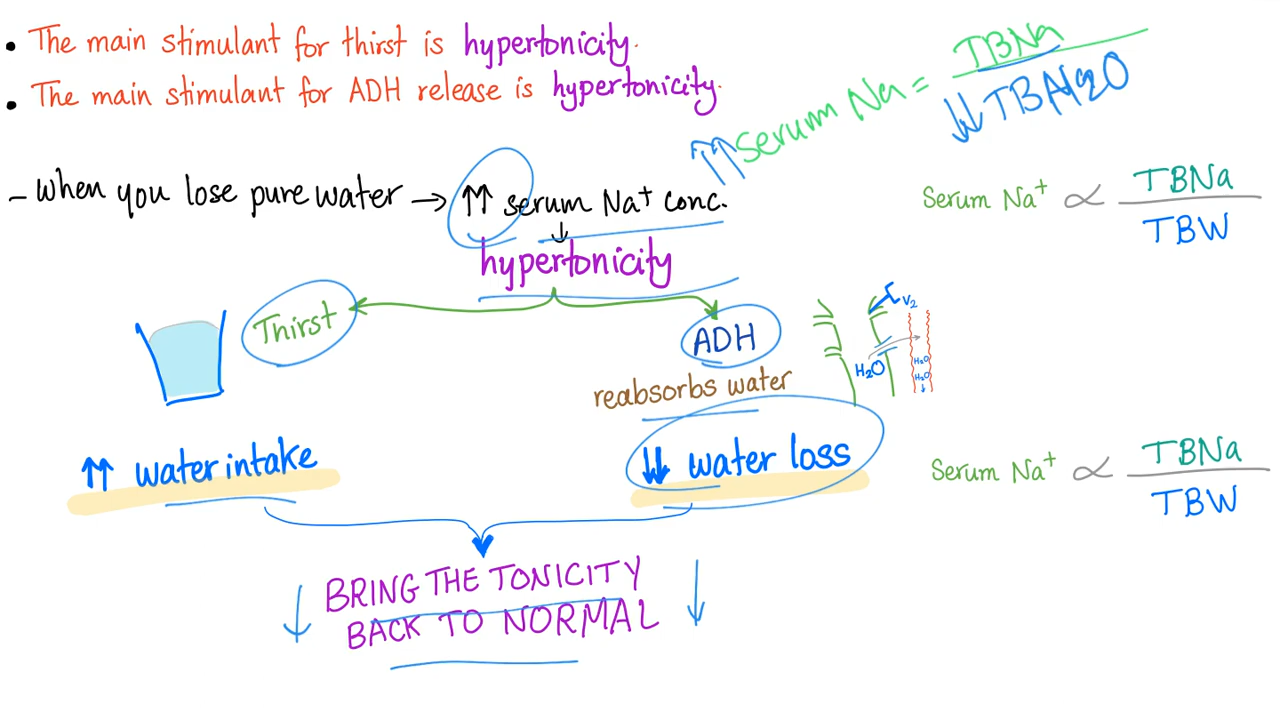 • The main stimulant for thirst is hypertonicity.
• The main stimulant for ADH release is hypertonicity.
↑↑ serum Na = TBNa / ↓↓ TBH2O
- When you lose pure water → ↑↑ serum Na+ conc.
↓
hypertonicity
Serum Na+ ∝ TBNa / TBW
Thirst
ADH
V2
H2O
H2O
H2O
reabsorbs water
↑↑ water intake
↓↓ water loss
Serum Na+ ∝ TBNa / TBW
BRING THE TONICITY
BACK TO NORMAL